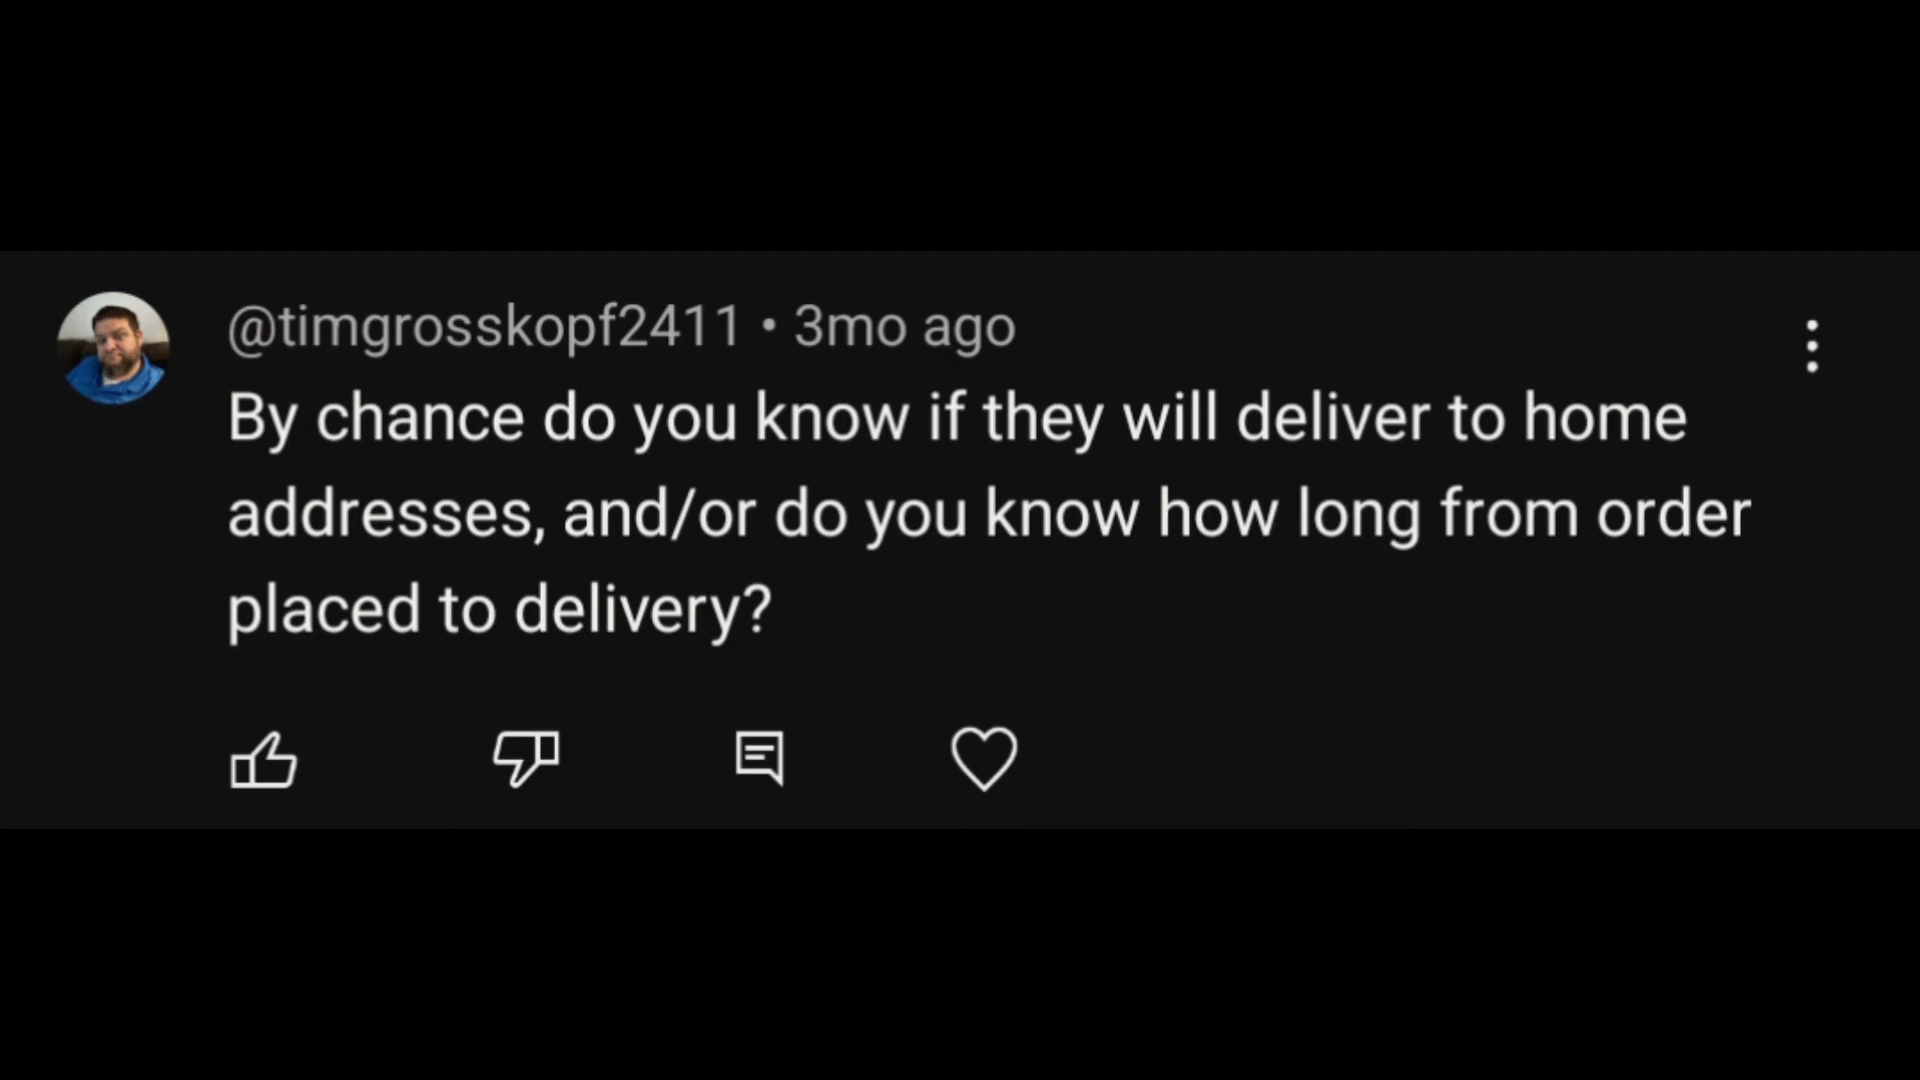 @timgrosskopf2411 • 3mo ago
By chance do you know if they will deliver to home
addresses, and/or do you know how long from order
placed to delivery?